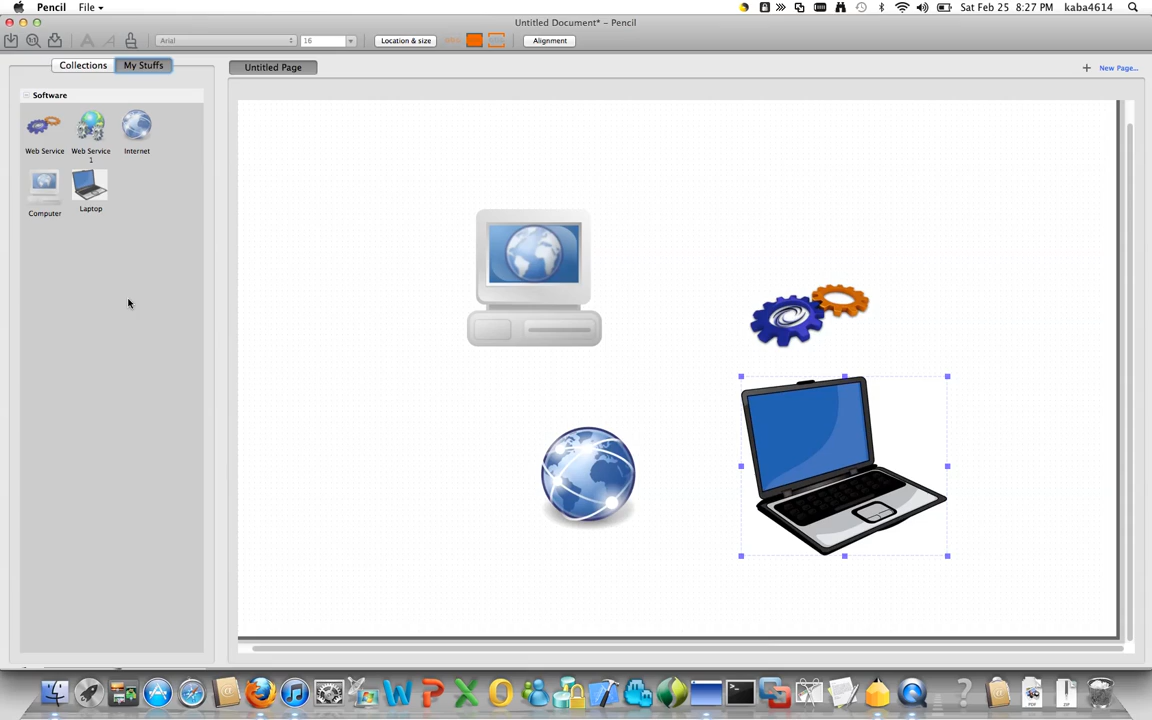 Pencil File Sat Feb 25 8:27 PM kaba4614
Untitled Document* - Pencil
Arial 16 Location & size Alignment
Collections My Stuffs Untitled Page New Page...
Software
Web Service Web Service 1 Internet
Computer Laptop